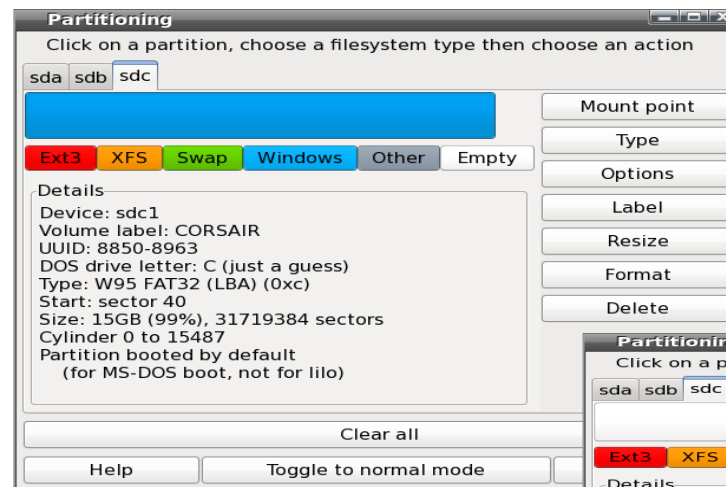 Partitioning
Click on a partition, choose a filesystem type then choose an action
sda sdb sdc
Mount point
Type
Options
Label
Resize
Format
Delete
Ext3 XFS Swap Windows Other Empty
Details
Device: sdc1
Volume label: CORSAIR
UUID: 8850-8963
DOS drive letter: C (just a guess)
Type: W95 FAT32 (LBA) (0xc)
Start: sector 40
Size: 15GB (99%), 31719384 sectors
Cylinder 0 to 15487
Partition booted by default
(for MS-DOS boot, not for lilo)
Clear all
Help Toggle to normal mode
Partitionin
Click on a p
sda sdb sdc
Ext3 XFS
Details